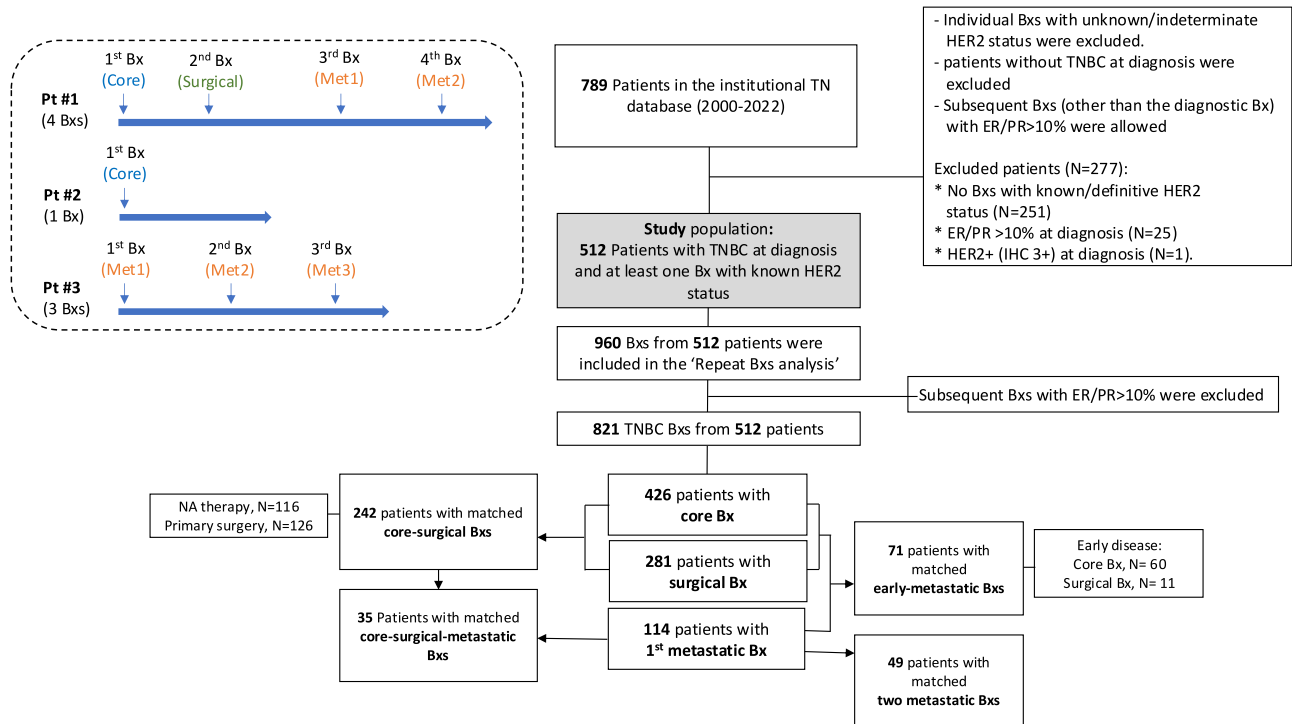 1st Bx
(Core)
2nd Bx
(Surgical)
3rd Bx
(Met1)
4th Bx
(Met2)
Pt #1
(4 Bxs)
1st Bx
(Core)
Pt #2
(1 Bx)
1st Bx
(Met1)
2nd Bx
(Met2)
3rd Bx
(Met3)
Pt #3
(3 Bxs)
789 Patients in the institutional TN
database (2000-2022)
- Individual Bxs with unknown/indeterminate
HER2 status were excluded.
- patients without TNBC at diagnosis were
excluded
- Subsequent Bxs (other than the diagnostic Bx)
with ER/PR>10% were allowed
Excluded patients (N=277):
* No Bxs with known/definitive HER2
status (N=251)
* ER/PR >10% at diagnosis (N=25)
* HER2+ (IHC 3+) at diagnosis (N=1).
Study population:
512 Patients with TNBC at diagnosis
and at least one Bx with known HER2
status
960 Bxs from 512 patients were
included in the ‘Repeat Bxs analysis’
Subsequent Bxs with ER/PR>10% were excluded
821 TNBC Bxs from 512 patients
NA therapy, N=116
Primary surgery, N=126
242 patients with matched
core-surgical Bxs
426 patients with
core Bx
281 patients with
surgical Bx
71 patients with
matched
early-metastatic Bxs
Early disease:
Core Bx, N= 60
Surgical Bx, N= 11
35 Patients with matched
core-surgical-metastatic
Bxs
114 patients with
1st metastatic Bx
49 patients with
matched
two metastatic Bxs